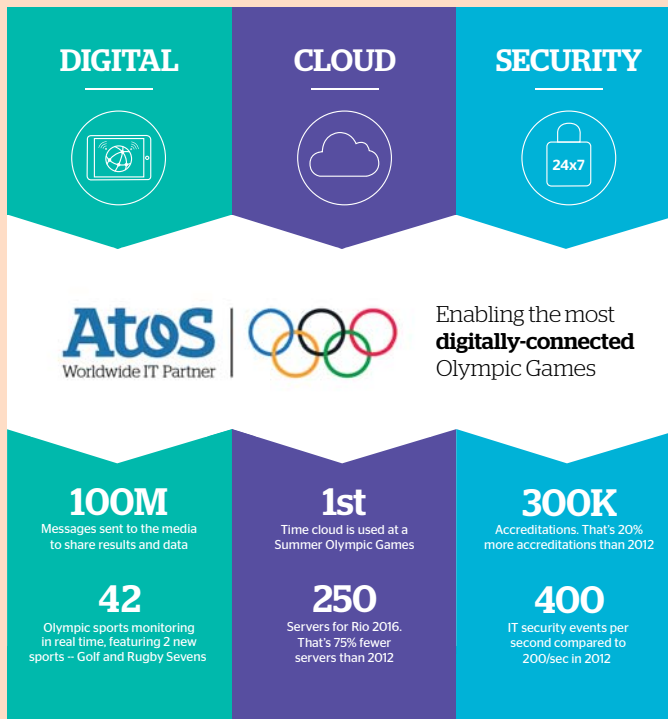 DIGITAL
CLOUD
SECURITY
24x7
Atos
Worldwide IT Partner
Enabling the most
digitally-connected
Olympic Games
100M
Messages sent to the media
to share results and data
42
Olympic sports monitoring
in real time, featuring 2 new
sports -- Golf and Rugby Sevens
1st
Time cloud is used at a
Summer Olympic Games
250
Servers for Rio 2016.
That's 75% fewer
servers than 2012
300K
Accreditations. That's 20%
more accreditations than 2012
400
IT security events per
second compared to
200/sec in 2012